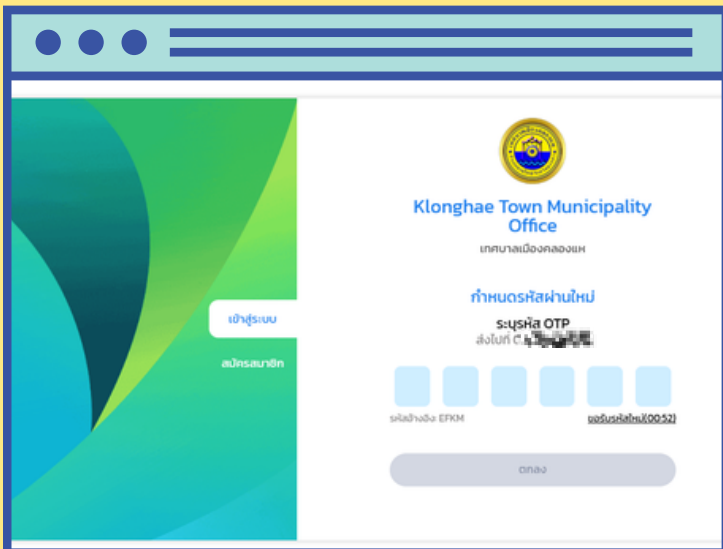 Klonghae Town Municipality
Office
เทศบาลเมืองคลองแห
กำหนดรหัสผ่านใหม่
เข้าสู่ระบบ
ระบุรหัส OTP
ส่งไปที่
สมัครสมาชิก
รหัสอ้างอิง EFKM ขอรับรหัสใหม่(00:52)
ตกลง